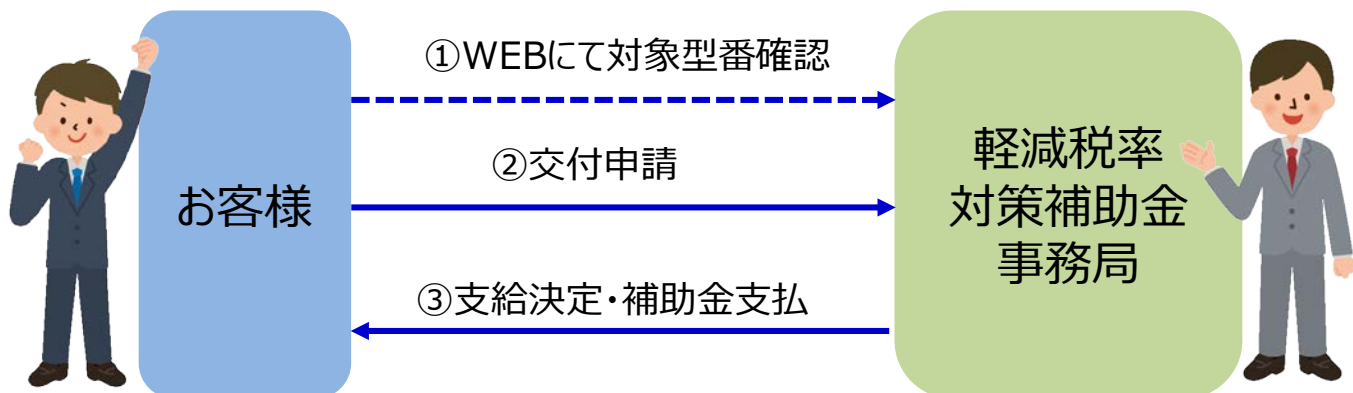 ①WEBにて対象型番確認
②交付申請
③支給決定・補助金支払
お客様
軽減税率
対策補助金
事務局